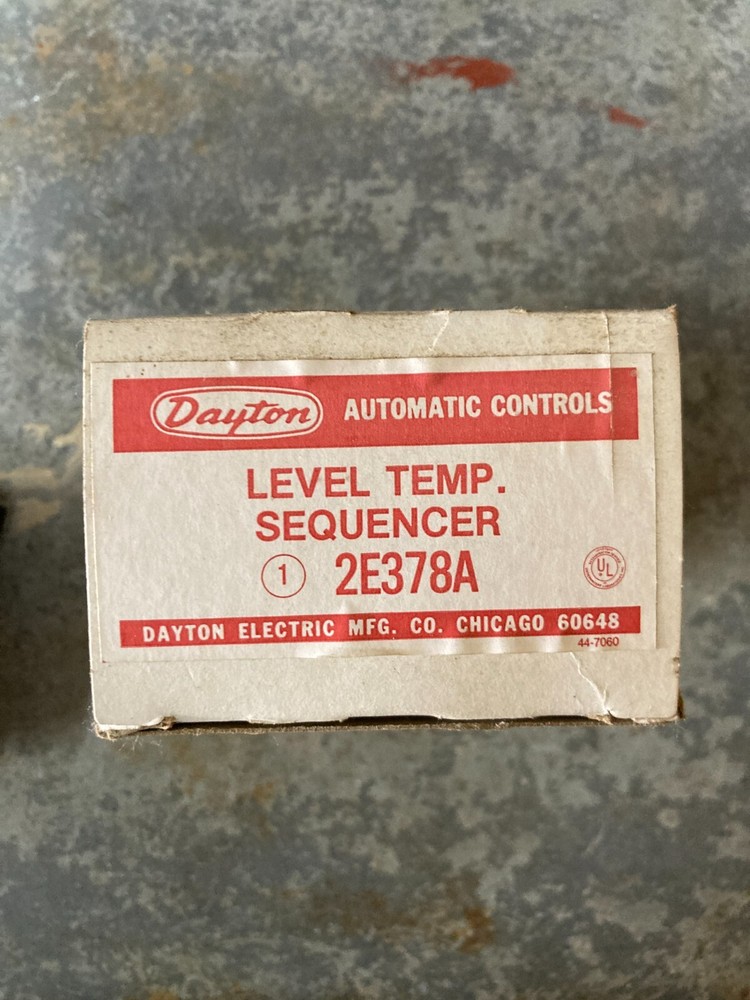 Dayton AUTOMATIC CONTROLS
LEVEL TEMP.
SEQUENCER
1 2E378A UL
DAYTON ELECTRIC MFG. CO. CHICAGO 60648
44-7060